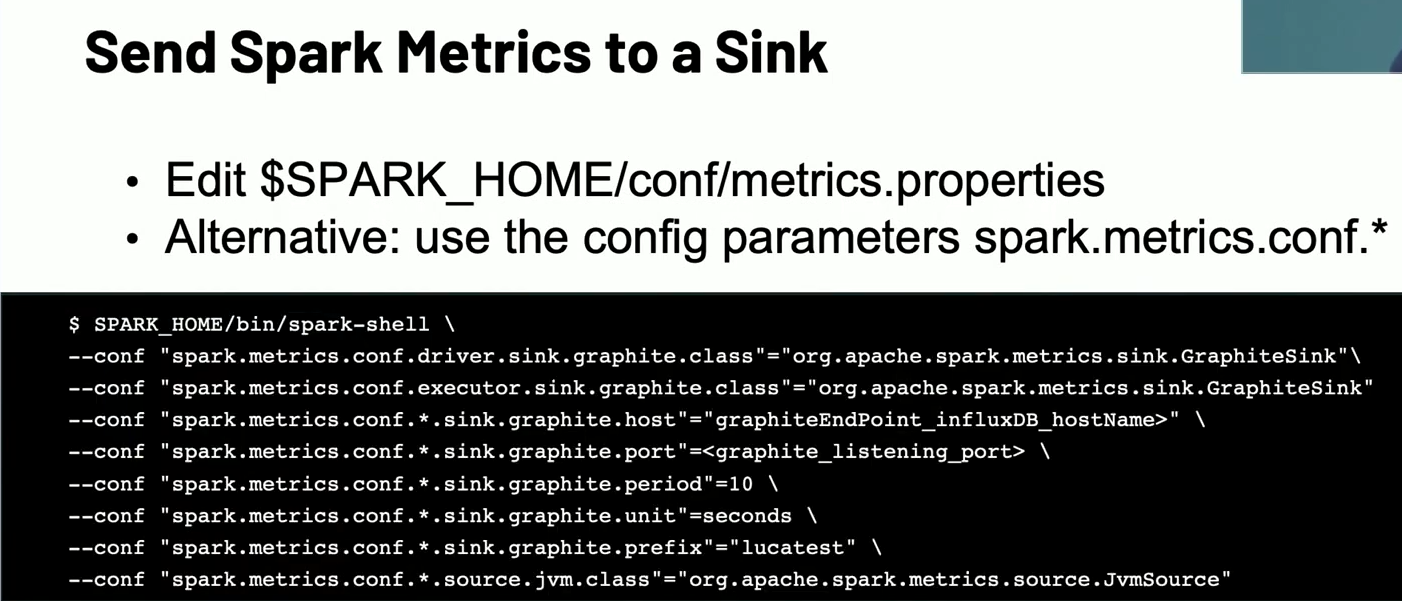 Send Spark Metrics to a Sink
• Edit $SPARK_HOME/conf/metrics.properties
• Alternative: use the config parameters spark.metrics.conf.*
$ SPARK_HOME/bin/spark-shell \
--conf "spark.metrics.conf.driver.sink.graphite.class"="org.apache.spark.metrics.sink.GraphiteSink"\
--conf "spark.metrics.conf.executor.sink.graphite.class"="org.apache.spark.metrics.sink.GraphiteSink"
--conf "spark.metrics.conf.*.sink.graphite.host"="graphiteEndPoint_influxDB_hostName>" \
--conf "spark.metrics.conf.*.sink.graphite.port"=<graphite_listening_port> \
--conf "spark.metrics.conf.*.sink.graphite.period"=10 \
--conf "spark.metrics.conf.*.sink.graphite.unit"=seconds \
--conf "spark.metrics.conf.*.sink.graphite.prefix"="lucatest" \
--conf "spark.metrics.conf.*.source.jvm.class"="org.apache.spark.metrics.source.JvmSource"